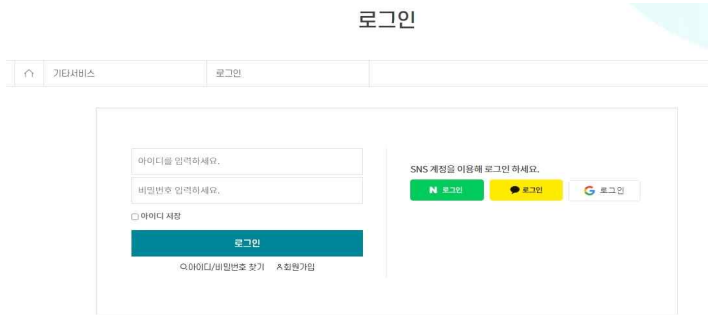 로그인
기타서비스 로그인
아이디를 입력하세요.
비밀번호 입력하세요.
아이디 저장
로그인
아이디/비밀번호 찾기 회원가입
SNS 계정을 이용해 로그인 하세요.
N 로그인 로그인 G 로그인